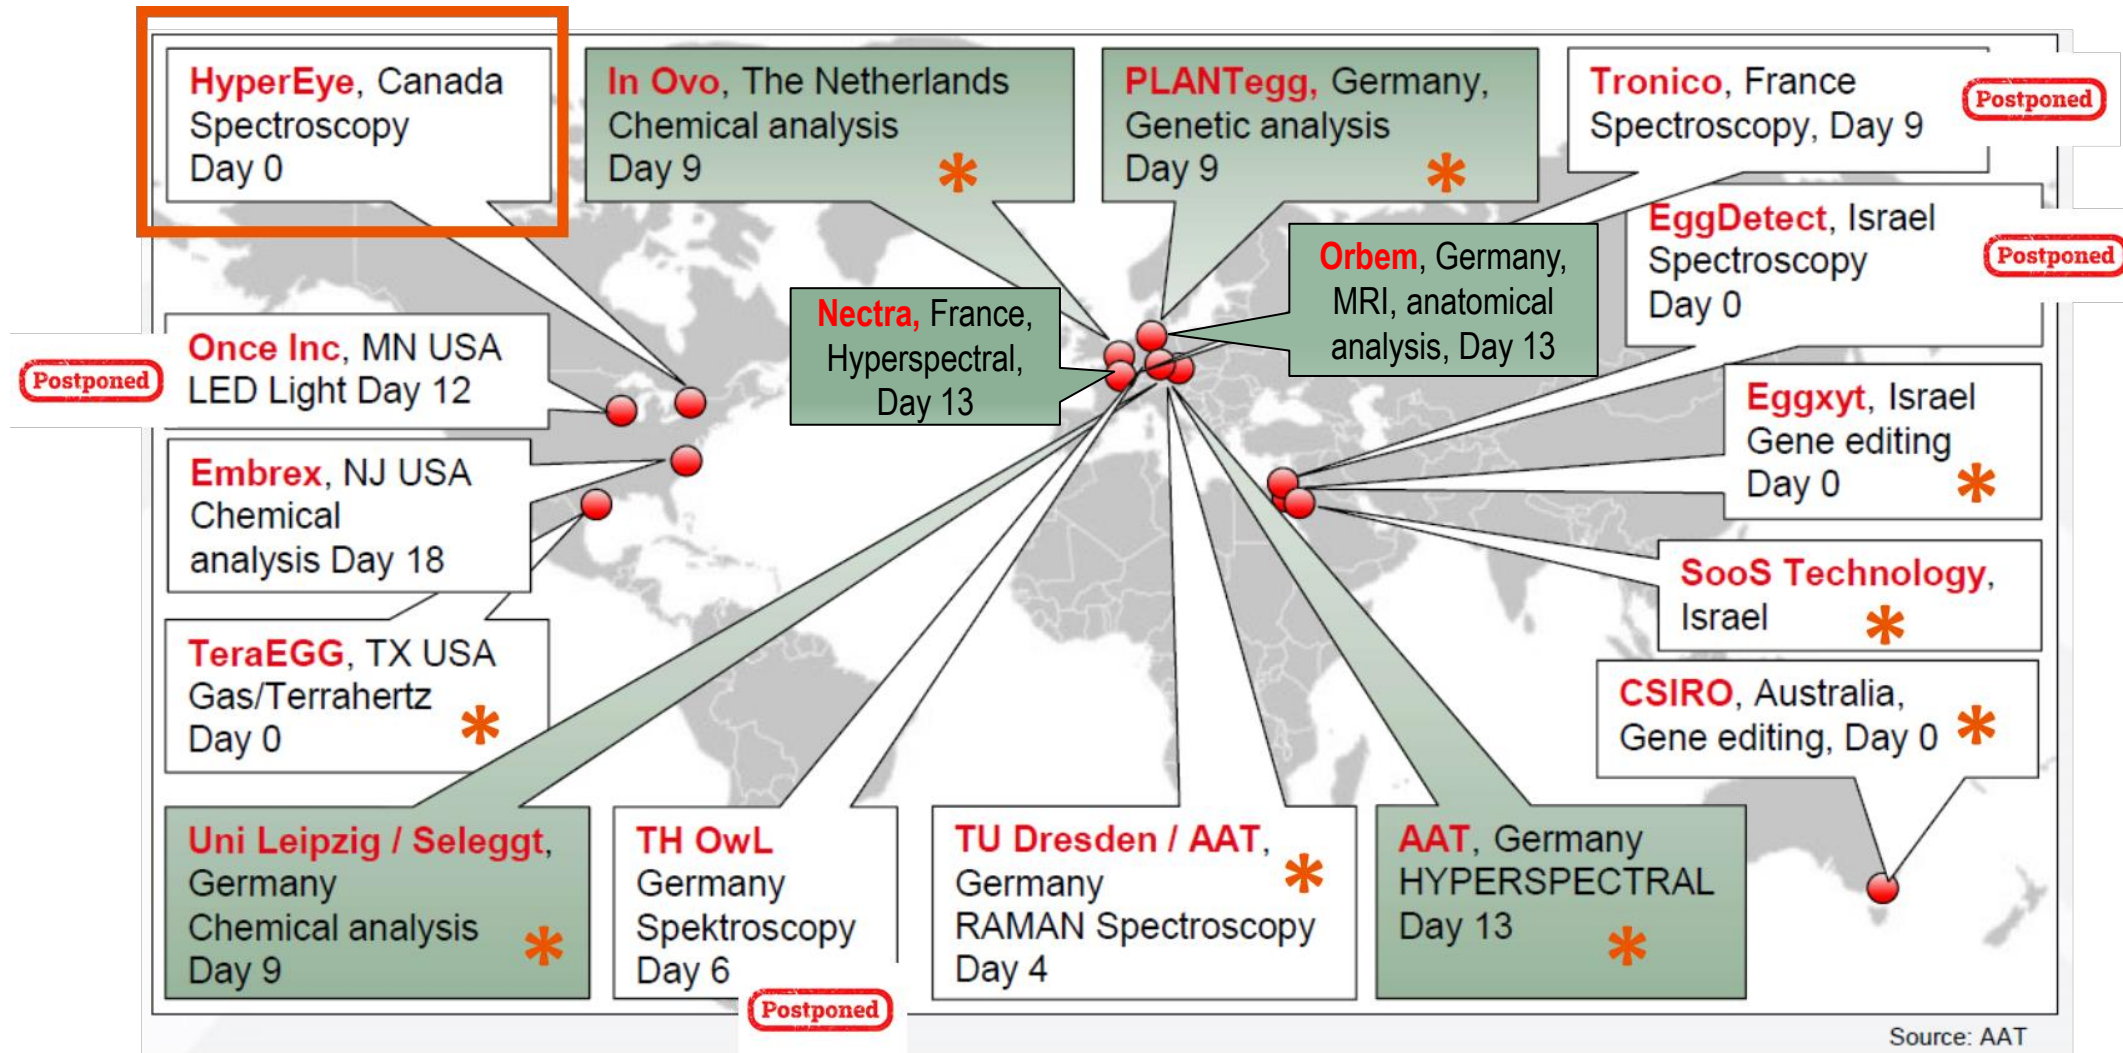 HyperEye, Canada
Spectroscopy
Day 0
In Ovo, The Netherlands
Chemical analysis
Day 9
*
PLANTegg, Germany,
Genetic analysis
Day 9
*
Tronico, France
Spectroscopy, Day 9
Postponed
EggDetect, Israel
Spectroscopy
Day 0
Postponed
Orbem, Germany,
MRI, anatomical
analysis, Day 13
Nectra, France,
Hyperspectral,
Day 13
Once Inc, MN USA
LED Light Day 12
Postponed
Eggxyt, Israel
Gene editing
Day 0
*
Embrex, NJ USA
Chemical
analysis Day 18
SooS Technology,
Israel
*
TeraEGG, TX USA
Gas/Terrahertz
Day 0
*
CSIRO, Australia,
Gene editing, Day 0
*
Uni Leipzig / Seleggt,
Germany
Chemical analysis
Day 9
*
TH OwL
Germany
Spektroscopy
Day 6
Postponed
TU Dresden / AAT,
Germany
RAMAN Spectroscopy
Day 4
*
AAT, Germany
HYPERSPECTRAL
Day 13
*
Source: AAT